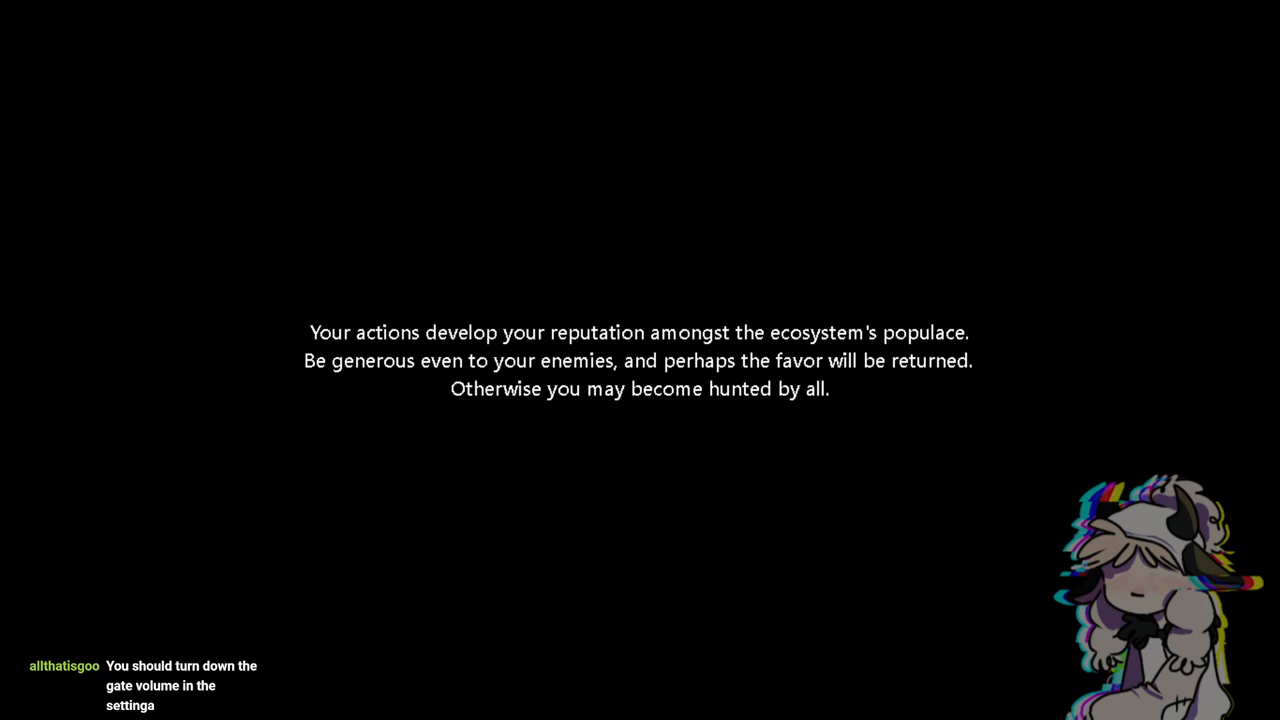 Your actions develop your reputation amongst the ecosystem's populace.
Be generous even to your enemies, and perhaps the favor will be returned.
Otherwise you may become hunted by all.
allthatisgoo You should turn down the
gate volume in the
settinga